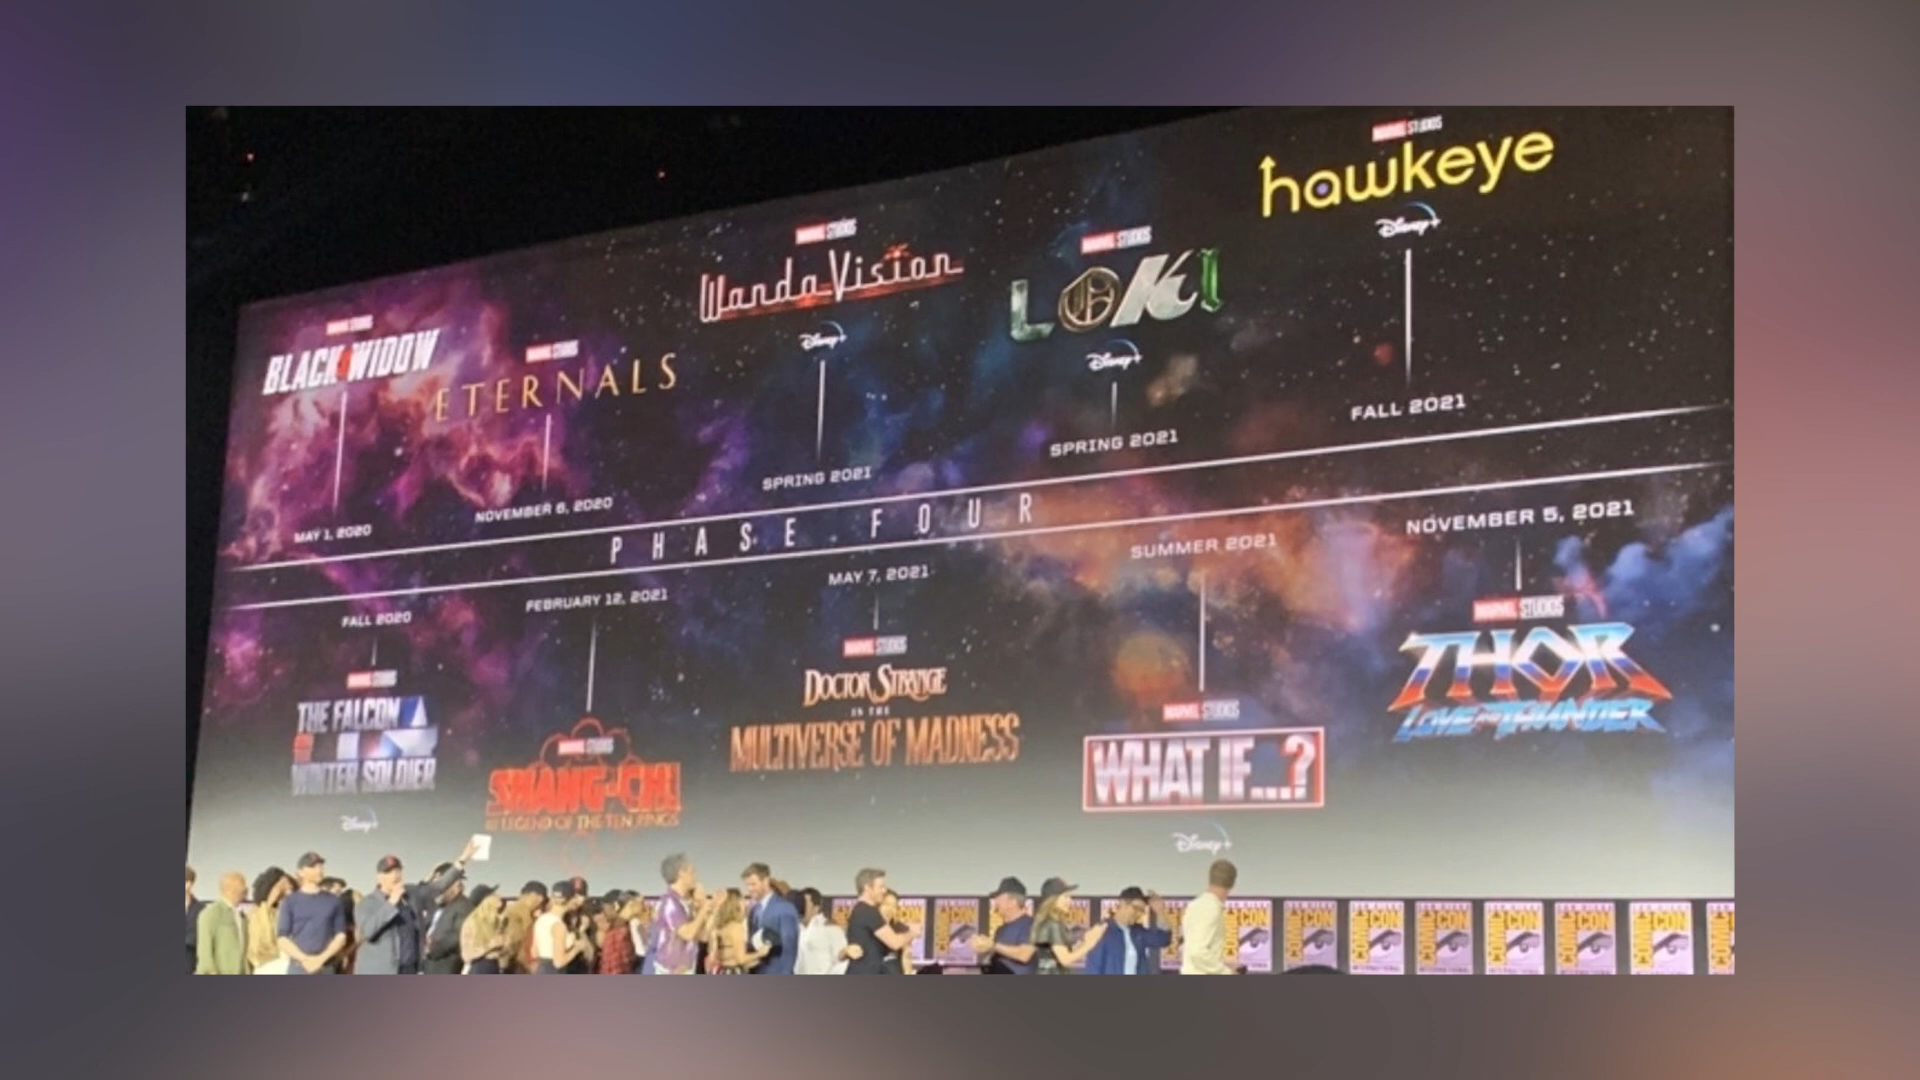 MARVEL STUDIOS
hawkeye
Disney+
FALL 2021
MARVEL STUDIOS
WandaVision
Disney+
SPRING 2021
MARVEL STUDIOS
LOKI
Disney+
SPRING 2021
MARVEL STUDIOS
BLACK WIDOW
MAY 1, 2020
MARVEL STUDIOS
ETERNALS
NOVEMBER 6, 2020
PHASE FOUR
FALL 2020
MARVEL STUDIOS
THE FALCON
WINTER SOLDIER
Disney+
FEBRUARY 12, 2021
MARVEL STUDIOS
SHANG-CHI
LEGEND OF THE TEN RINGS
MAY 7, 2021
MARVEL STUDIOS
DOCTOR STRANGE
IN THE
MULTIVERSE OF MADNESS
SUMMER 2021
MARVEL STUDIOS
WHAT IF...?
Disney+
NOVEMBER 5, 2021
MARVEL STUDIOS
THOR
LOVE AND THUNDER
COMIC CON
INTERNATIONAL